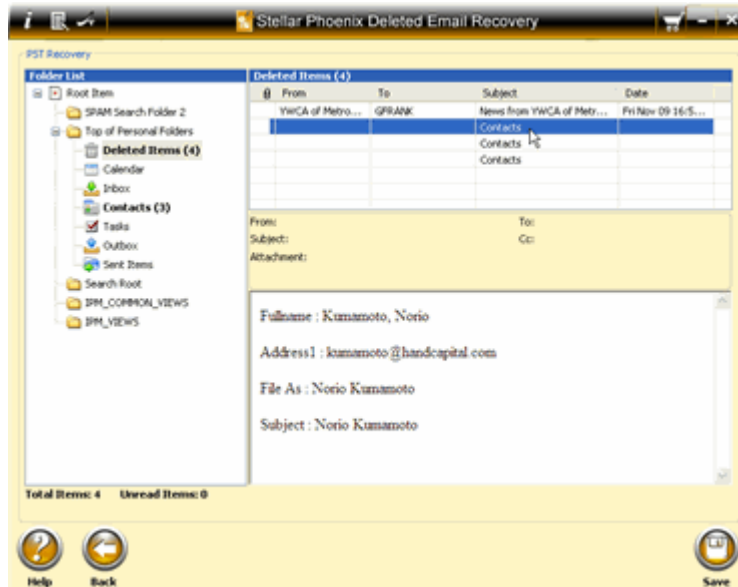 Stellar Phoenix Deleted Email Recovery
PST Recovery
Folder List
Root Item
SPAM Search Folder 2
Top of Personal Folders
Deleted Items (4)
Calendar
Inbox
Contacts (3)
Tasks
Outbox
Sent Items
Search Root
IPM_COMMON_VIEWS
IPM_VIEWS
Total Items: 4 Unread Items: 0
Deleted Items (4)
From To Subject Date
YWCA of Metro... GFRANK News from YWCA of Metr... Fri Nov 09 16:5...
Contacts
Contacts
Contacts
From: To:
Subject: Cc:
Attachment:
Fullname : Kumamoto, Norio
Address1 : kumamoto@handcapital.com
File As : Norio Kumamoto
Subject : Norio Kumamoto
Help Back Save